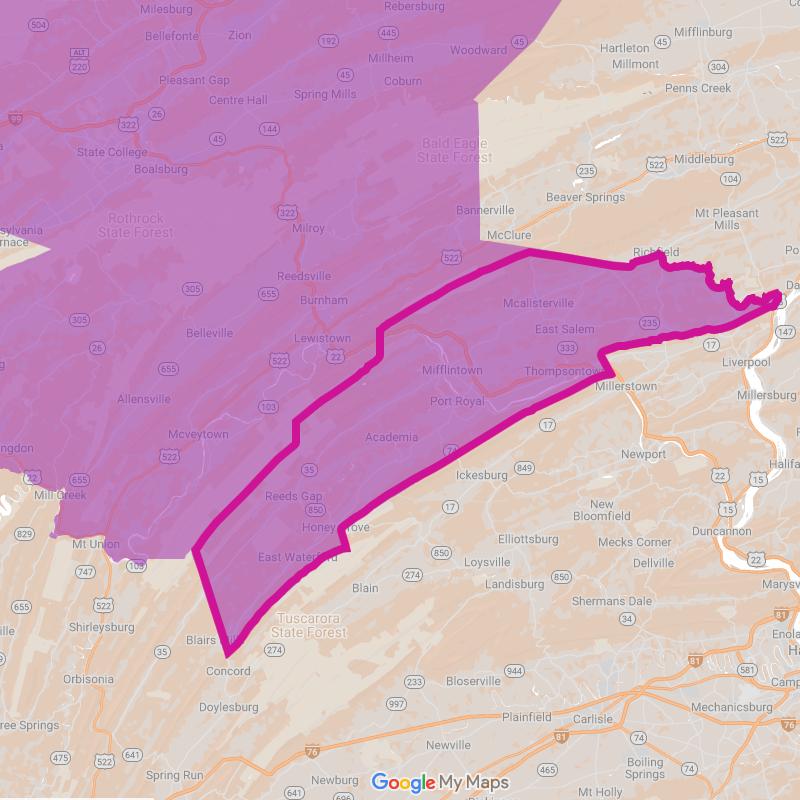 Milesburg
Rebersburg
504
Bellefonte
Zion
192
445
Woodward
45
Hartleton
45
Mifflinburg
ALT
220
Millheim
Millmont
304
Pleasant Gap
45
Coburn
Penns Creek
Centre Hall
Spring Mills
99
26
322
144
45
Bald Eagle
State Forest
522
State College
522
Middleburg
Boalsburg
235
104
Beaver Springs
Rothrock
State Forest
322
Bannerville
Mt Pleasant
Mills
sylvania
rnace
Milroy
McClure
522
Richfield
Reedsville
305
655
Burnham
Mcalisterville
305
Belleville
Lewistown
East Salem
235
147
26
22
333
17
522
Liverpool
655
Mifflintown
Thompsontown
Millerstown
Allensville
103
Port Royal
Millersburg
Mcveytown
Academia
17
ngdon
522
74
Newport
Halifa
22
655
35
Ickesburg
849
22
15
Mill Creek
Reeds Gap
850
17
New
Bloomfield
15
829
Honey Grove
Elliottsburg
Duncannon
Mt Union
850
Mecks Corner
103
East Waterford
Loysville
Dellville
22
747
274
850
Blain
Landisburg
Marysv
655
522
Shermans Dale
Tuscarora
State Forest
34
81
Shirleysburg
Enola
Blairs Mills
274
35
81
Concord
944
581
Orbisonia
233
Bloserville
Camp
997
Doylesburg
Plainfield
Carlisle
Mechanicsburg
ree Springs
76
81
74
76
475
522
641
Newville
Boiling
Springs
Spring Run
465
74
Newburg
Mt Holly
641
696
Google My Maps